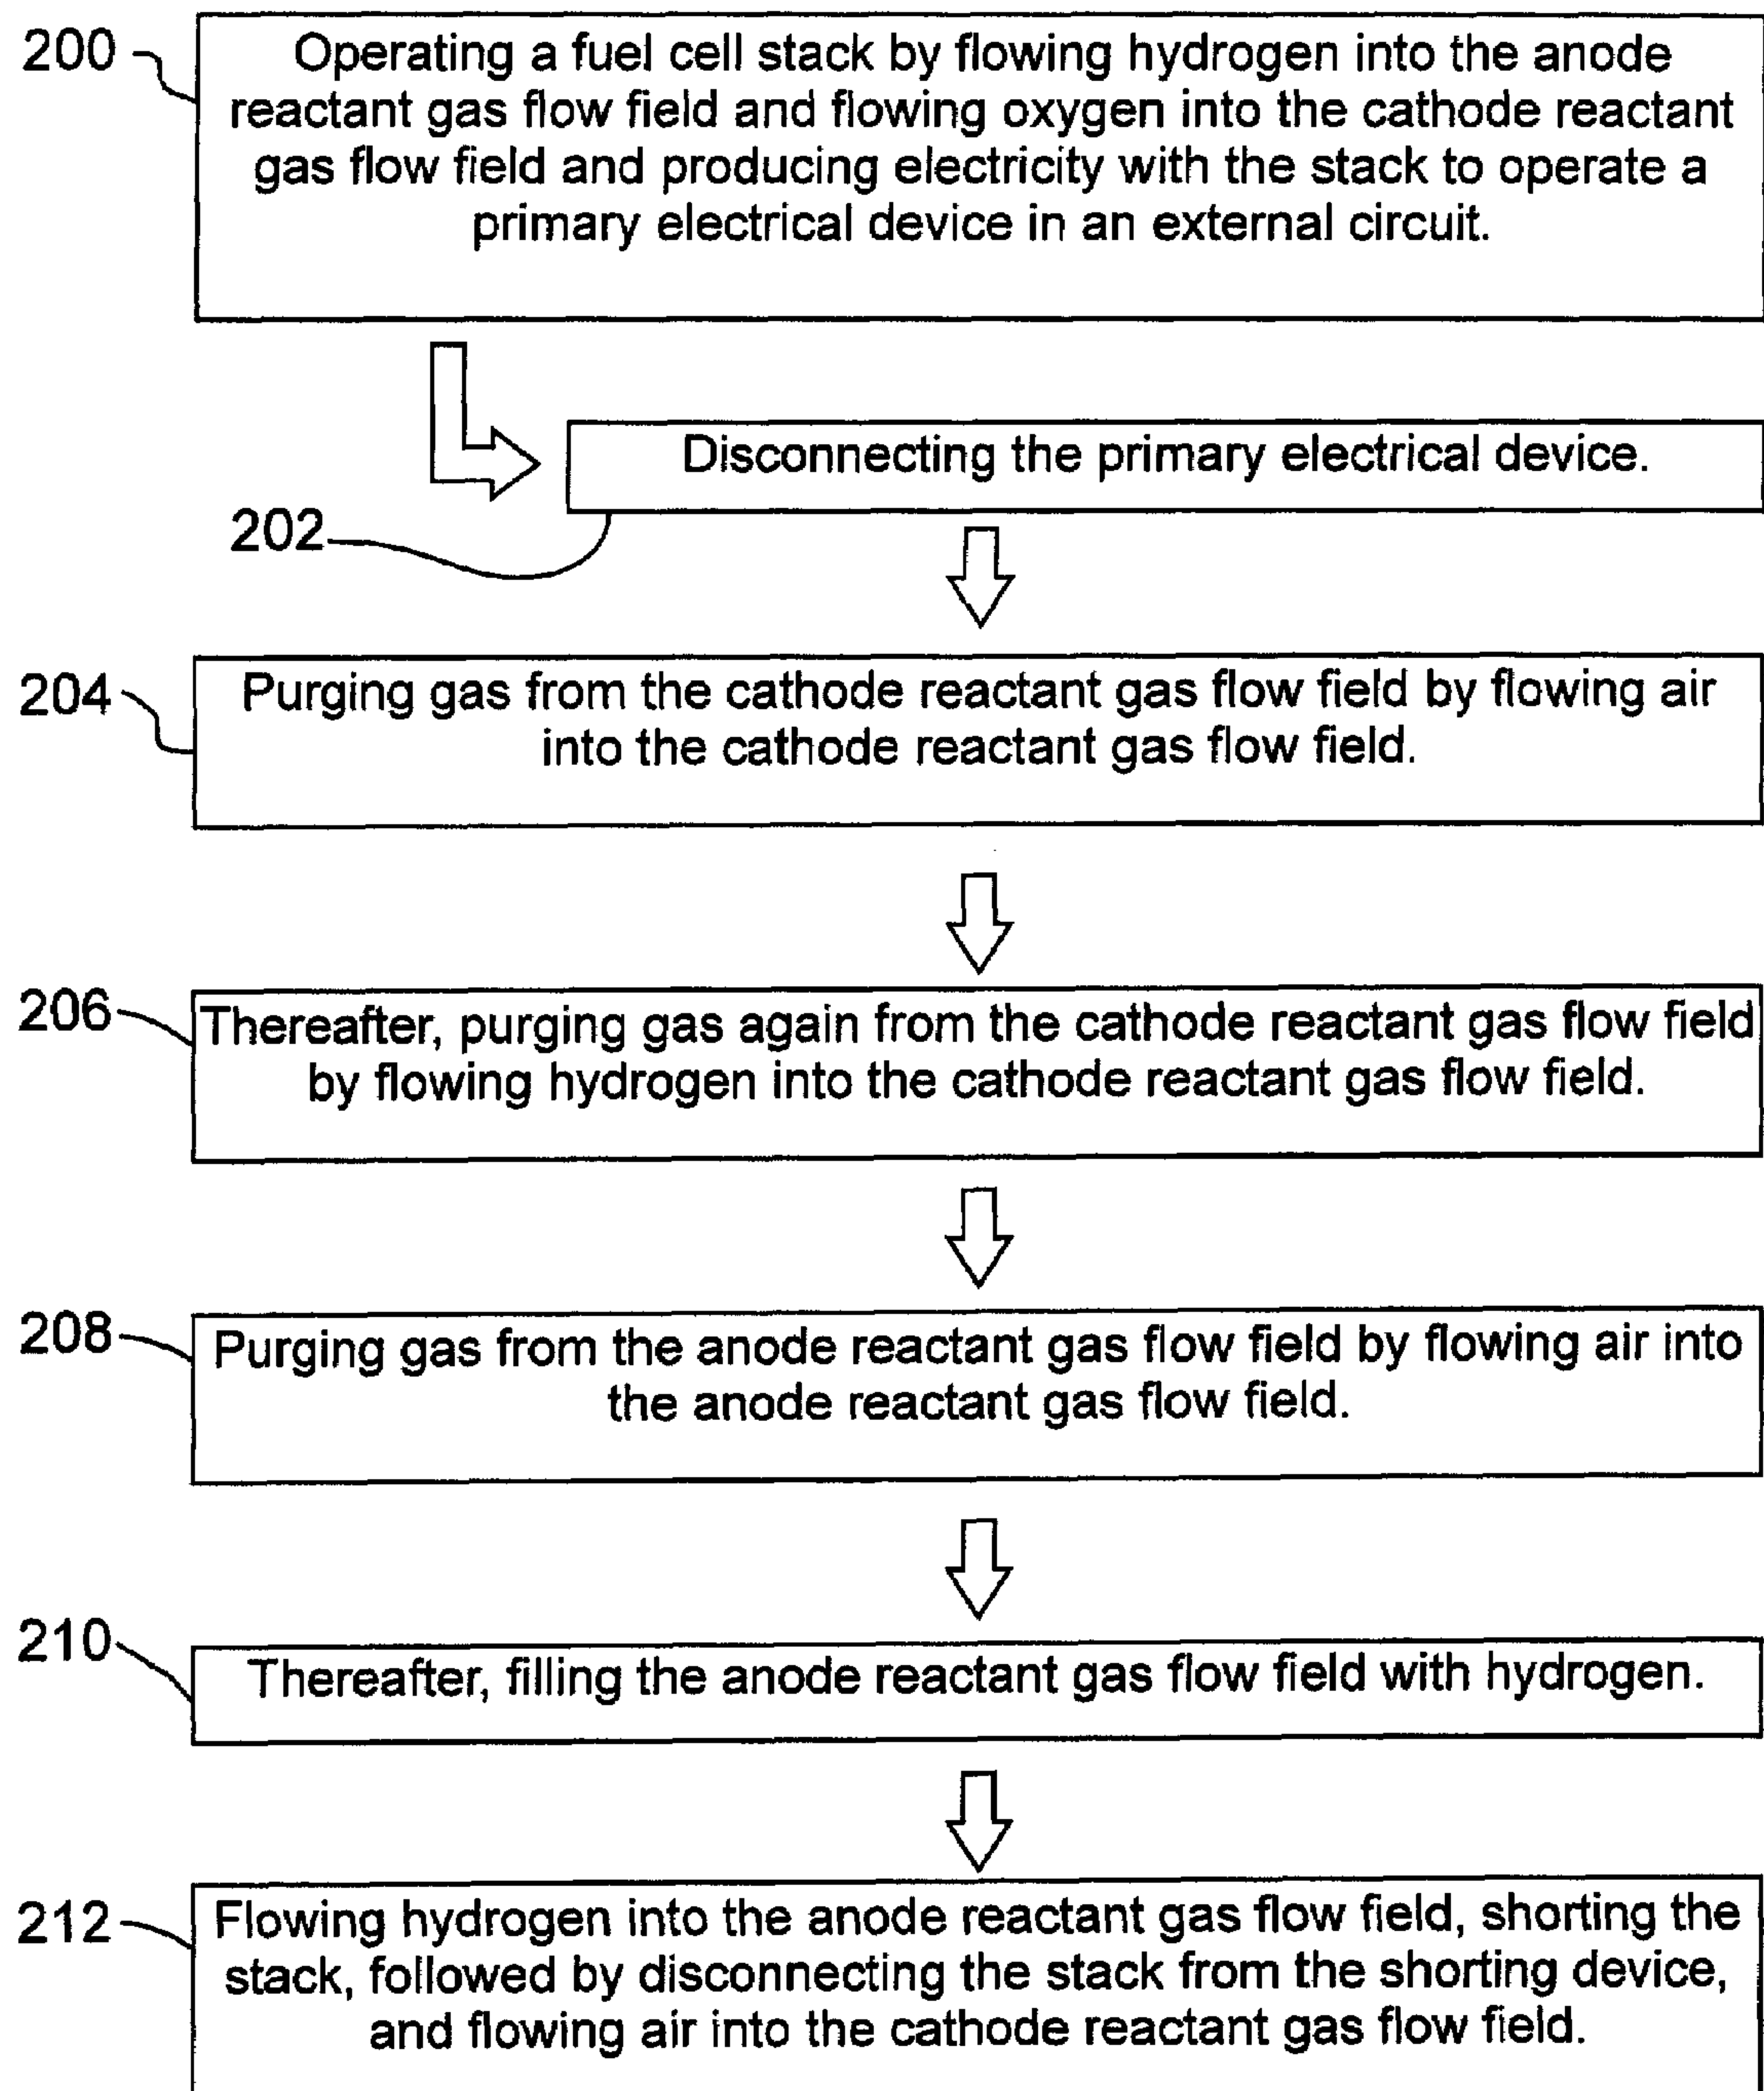 200
Operating a fuel cell stack by flowing hydrogen into the anode
reactant gas flow field and flowing oxygen into the cathode reactant
gas flow field and producing electricity with the stack to operate a
primary electrical device in an external circuit.
Disconnecting the primary electrical device.
202
204
Purging gas from the cathode reactant gas flow field by flowing air
into the cathode reactant gas flow field.
206
Thereafter, purging gas again from the cathode reactant gas flow field
by flowing hydrogen into the cathode reactant gas flow field.
208
Purging gas from the anode reactant gas flow field by flowing air into
the anode reactant gas flow field.
210
Thereafter, filling the anode reactant gas flow field with hydrogen.
212
Flowing hydrogen into the anode reactant gas flow field, shorting the
stack, followed by disconnecting the stack from the shorting device,
and flowing air into the cathode reactant gas flow field.